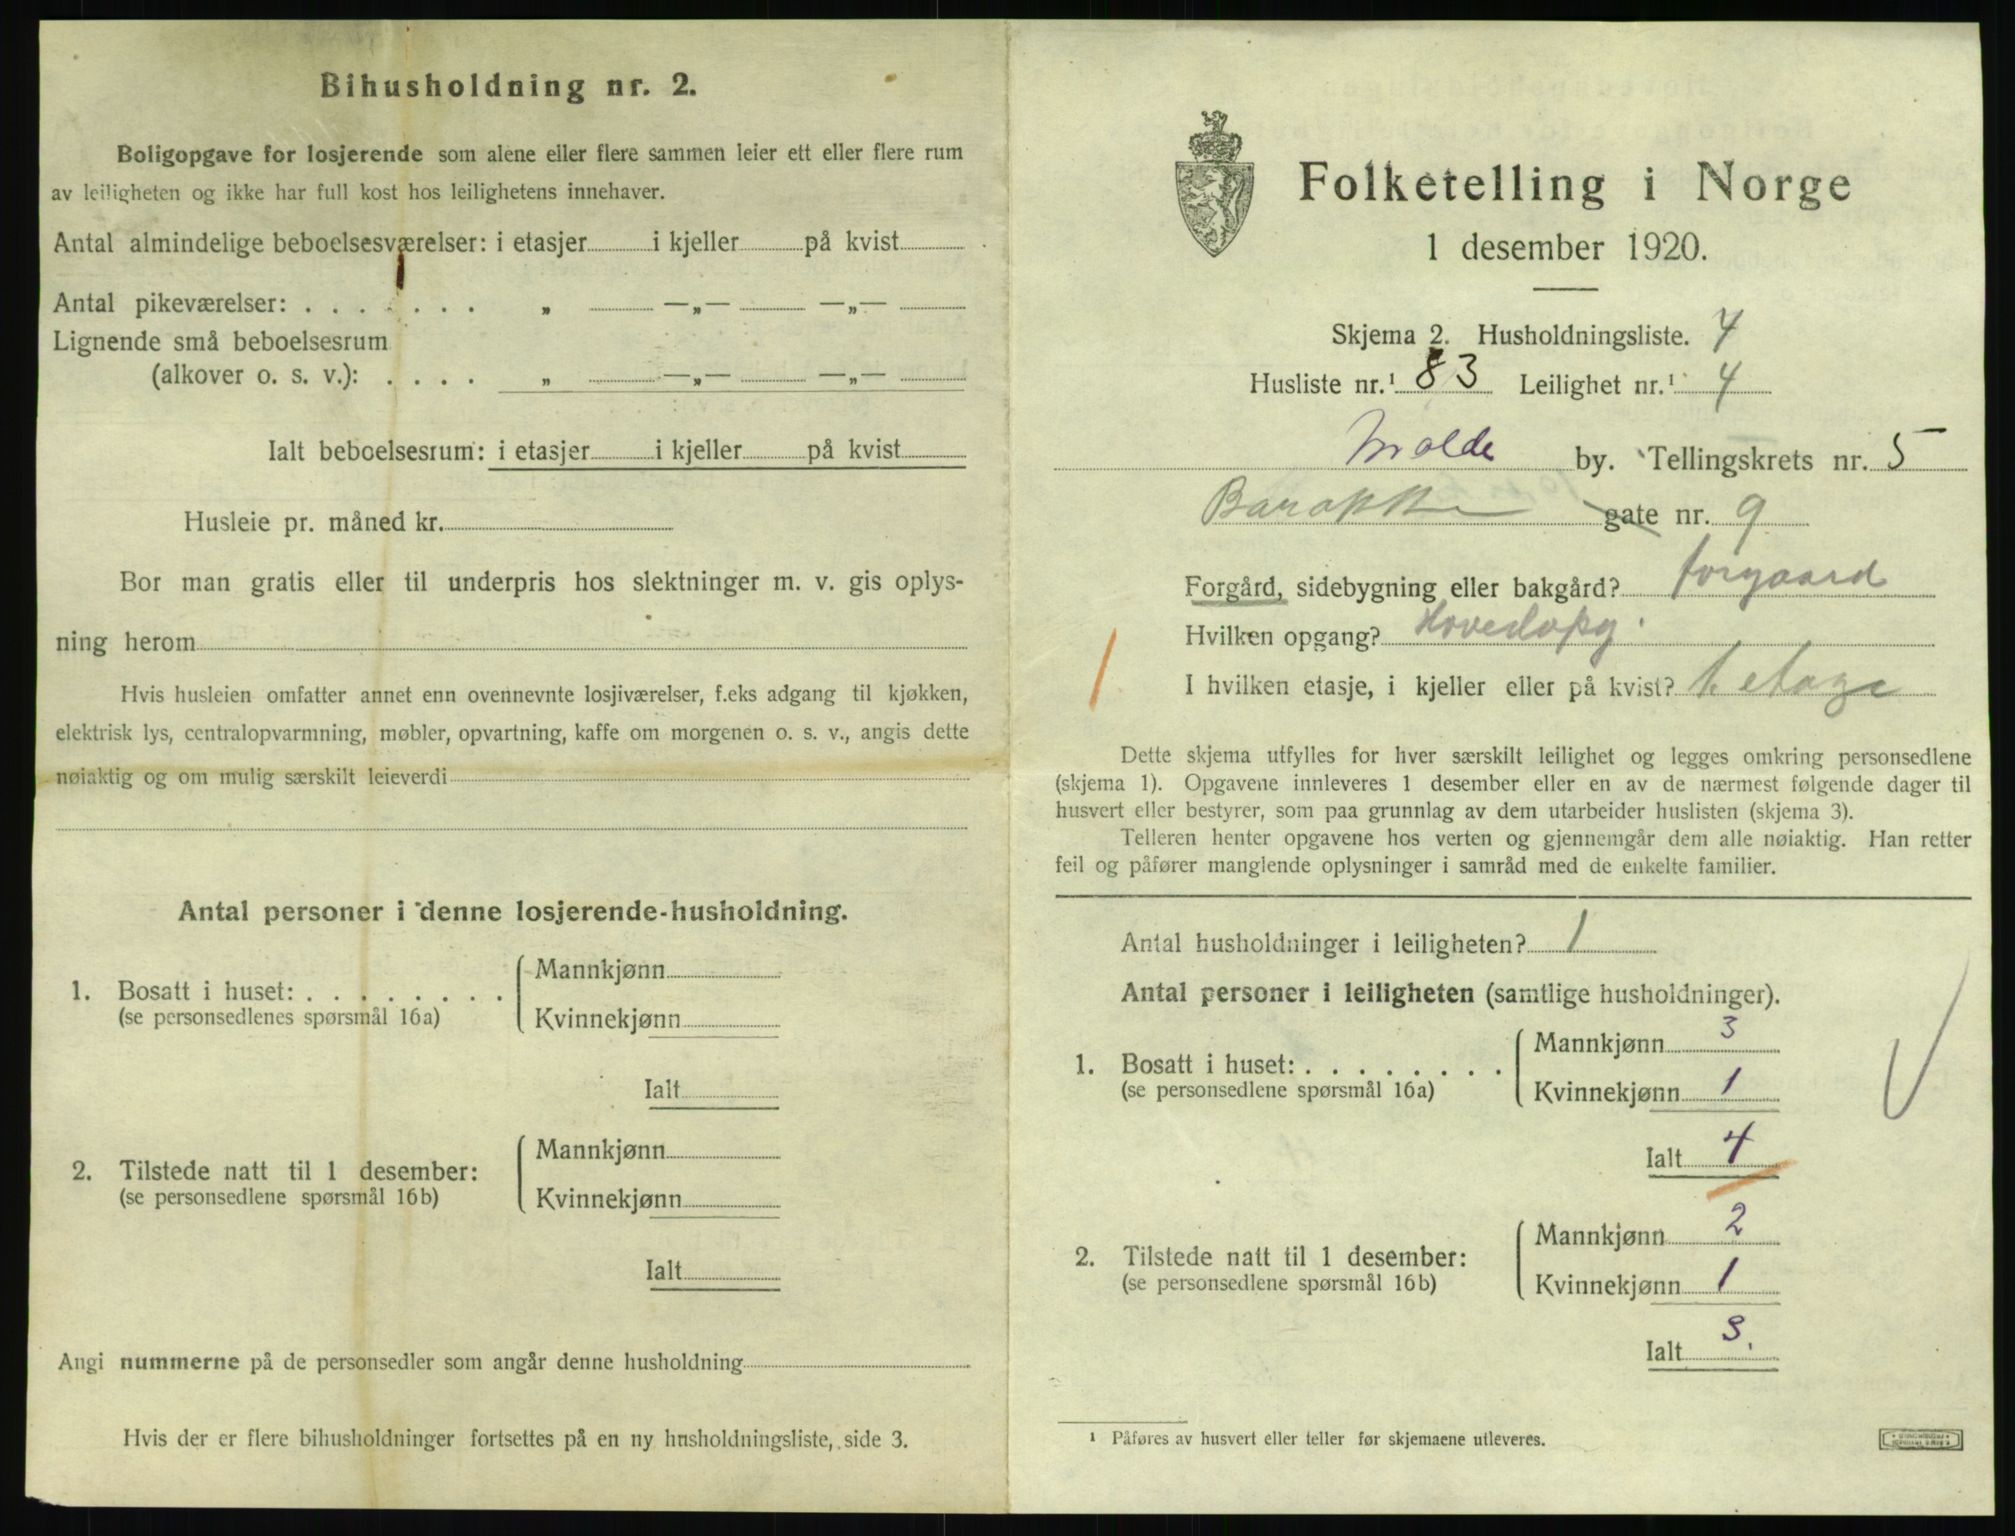 Bihusholdning nr. 2.
Boligopgave for losjerende som alene eller flere sammen leier ett eller flere rum
av leiligheten og ikke har full kost hos leilighetens innehaver.
Antal almindelige beboelsesværelser: i etasjer i kjeller på kvist
Antal pikeværelser: . . . . . . . „ —„— —„—
Lignende små beboelsesrum
(alkover o. s. v.): . . . . „ —„— —„—
Ialt beboelsesrum: i etasjer i kjeller på kvist
Husleie pr. måned kr.
Bor man gratis eller til underpris hos slektninger m. v. gis oplys-
ning herom
Hvis husleien omfatter annet enn ovennevnte losjiværelser, f.eks adgang til kjøkken,
elektrisk lys, centralopvarmning, møbler, opvartning, kaffe om morgenen o. s. v., angis dette
nøiaktig og om mulig særskilt leieverdi
Antal personer i denne losjerende-husholdning.
1. Bosatt i huset: . . . . . . . . Mannkjønn
(se personsedlenes spørsmål 16a)
Kvinnekjønn
Ialt
2. Tilstede natt til 1 desember: Mannkjønn
(se personsedlene spørsmål 16b)
Kvinnekjønn
Ialt
Angi nummerne på de personsedler som angår denne husholdning
Hvis der er flere bihusholdninger fortsettes på en ny husholdningsliste, side 3.
Folketelling i Norge
1 desember 1920.
Skjema 2. Husholdningsliste. 4
Husliste nr.¹ 83 Leilighet nr.¹ 4
Molde by. Tellingskrets nr. 5
Barakke gate nr. 9
Forgård, sidebygning eller bakgård? forgaard
Hvilken opgang? Hovedopg.
1
I hvilken etasje, i kjeller eller på kvist? 1. etage
Dette skjema utfylles for hver særskilt leilighet og legges omkring personsedlene
(skjema 1). Opgavene innleveres 1 desember eller en av de nærmest følgende dager til
husvert eller bestyrer, som paa grunnlag av dem utarbeider huslisten (skjema 3).
Telleren henter opgavene hos verten og gjennemgår dem alle nøiaktig. Han retter
feil og påfører manglende oplysninger i samråd med de enkelte familier.
Antal husholdninger i leiligheten? 1
Antal personer i leiligheten (samtlige husholdninger).
1. Bosatt i huset: . . . . . . . . Mannkjønn 3
(se personsedlene spørsmål 16a)
Kvinnekjønn 1
Ialt 4
2. Tilstede natt til 1 desember: Mannkjønn 2
(se personsedlene spørsmål 16b)
Kvinnekjønn 1
Ialt 3.
¹ Påføres av husvert eller teller før skjemaene utleveres.